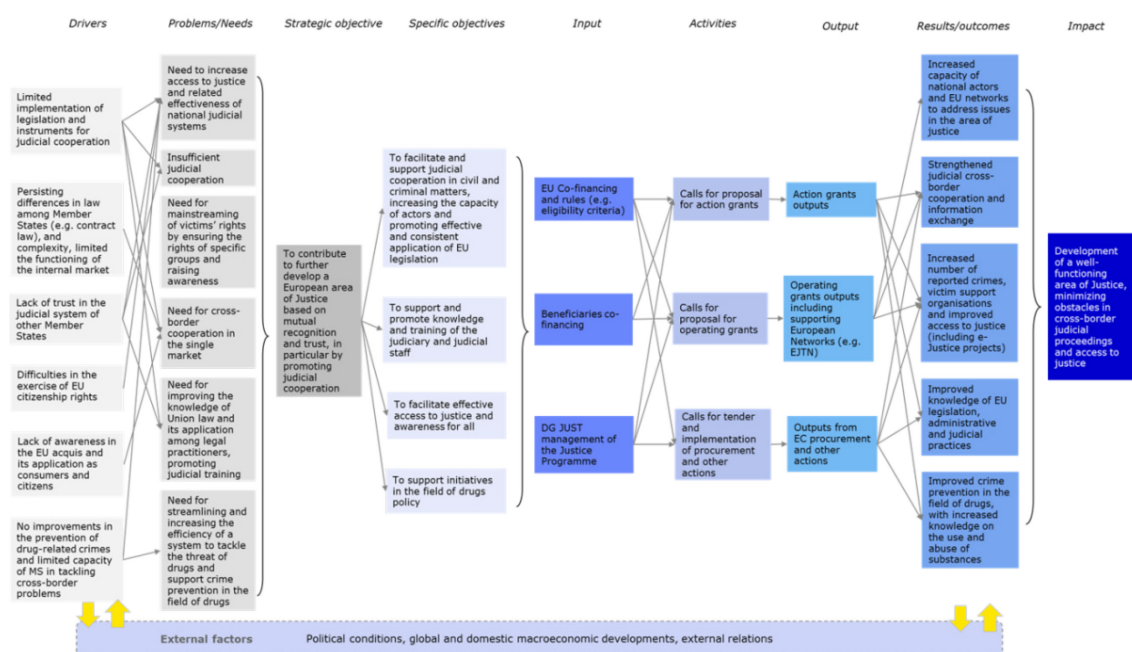 Drivers
Problems/Needs
Strategic objective
Specific objectives
Input
Activities
Output
Results/outcomes
Impact
Limited
implementation of
legislation and
instruments for
judicial cooperation
Persisting
differences in law
among Member
States (e.g. contract
law), and
complexity, limited
the functioning of
the internal market
Lack of trust in the
judicial system of
other Member
States
Difficulties in the
exercise of EU
citizenship rights
Lack of awareness in
the EU acquis and
its application as
consumers and
citizens
No improvements in
the prevention of
drug-related crimes
and limited capacity
of MS in tackling
cross-border
problems
Need to increase
access to justice
and related
effectiveness of
national judicial
systems
Insufficient
judicial
cooperation
Need for
mainstreaming of
victims' rights
by ensuring the
rights of specific
groups and
raising
awareness
Need for cross-
border
cooperation in
the single
market
Need for
improving the
knowledge of
Union law and
its application
among legal
practitioners,
promoting
judicial training
Need for
streamlining and
increasing the
efficiency of a
system to tackle
the threat of
drugs and
support crime
prevention in the
field of drugs
To contribute
to further
develop a
European area
of Justice
based on
mutual
recognition
and trust, in
particular by
promoting
judicial
cooperation
To facilitate and
support judicial
cooperation in civil and
criminal matters,
increasing the capacity
of actors and
promoting effective
and consistent
application of EU
legislation
To support and
promote knowledge
and training of the
judiciary and judicial
staff
To facilitate effective
access to justice and
awareness for all
To support initiatives
in the field of drugs
policy
EU Co-financing
and rules (e.g.
eligibility criteria)
Beneficiaries co-
financing
DG JUST
management of
the Justice
Programme
Calls for proposal
for action grants
Calls for
proposal for
operating grants
Calls for tender
and
implementation of
procurement and
other actions
Action grants
outputs
Operating
grants outputs
including
supporting
European
Networks (e.g.
EJTN)
Outputs from
EC procurement
and other
actions
Increased
capacity of
national actors
and EU networks
to address issues
in the area of
justice
Strengthened
judicial cross-
border
cooperation and
information
exchange
Increased
number of
reported crimes,
victim support
organisations
and improved
access to justice
(including e-
Justice projects)
Improved
knowledge of EU
legislation,
administrative
and judicial
practices
Improved crime
prevention in the
field of drugs,
with increased
knowledge on
the use and
abuse of
substances
Development
of a well-
functioning
area of Justice,
minimizing
obstacles in
cross-border
judicial
proceedings
and access to
justice
External factors
Political conditions, global and domestic macroeconomic developments, external relations